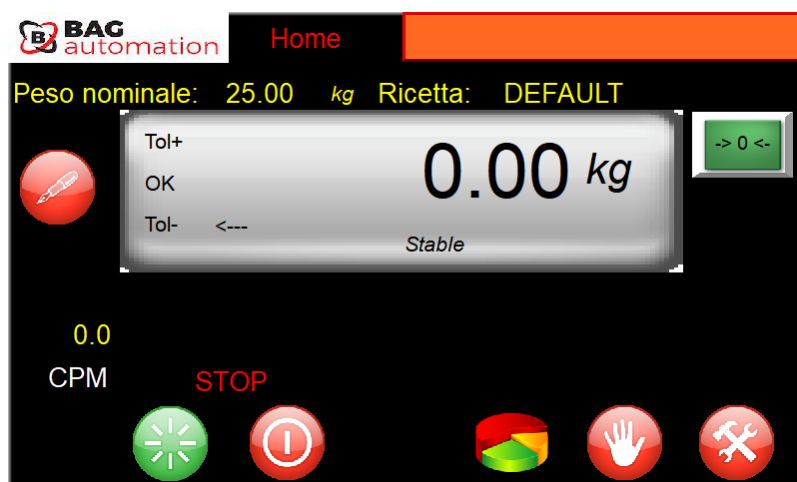 BAG
automation
Home
Peso nominale: 25.00 kg Ricetta: DEFAULT
Tol+
0.00 kg
-> 0 <-
OK
Tol- <---
Stable
0.0
CPM
STOP